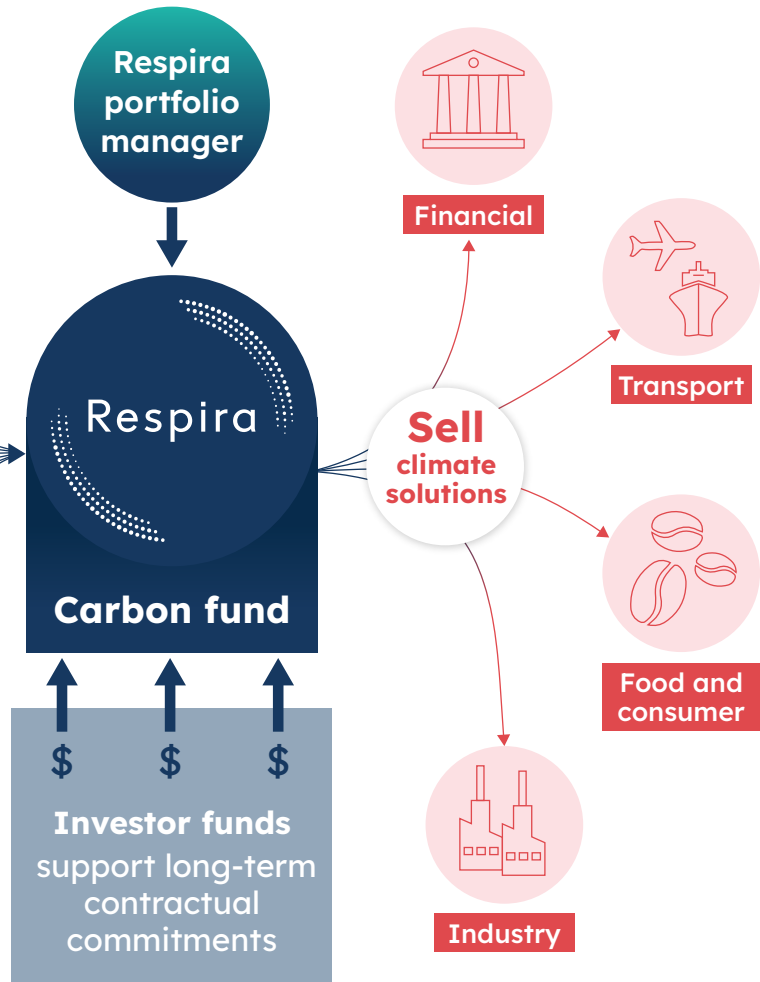 Respira
portfolio
manager
Respira
Carbon fund
$ $ $
Investor funds
support long-term
contractual
commitments
Sell
climate
solutions
Financial
Transport
Food and
consumer
Industry